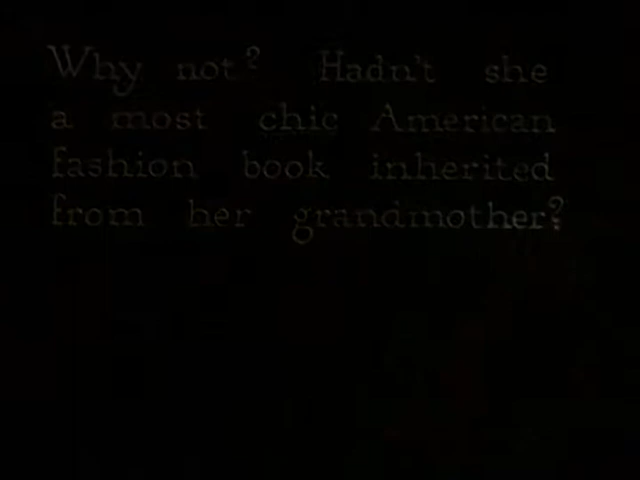 Why not? Hadn't she
a most chic American
fashion book inherited
from her grandmother?